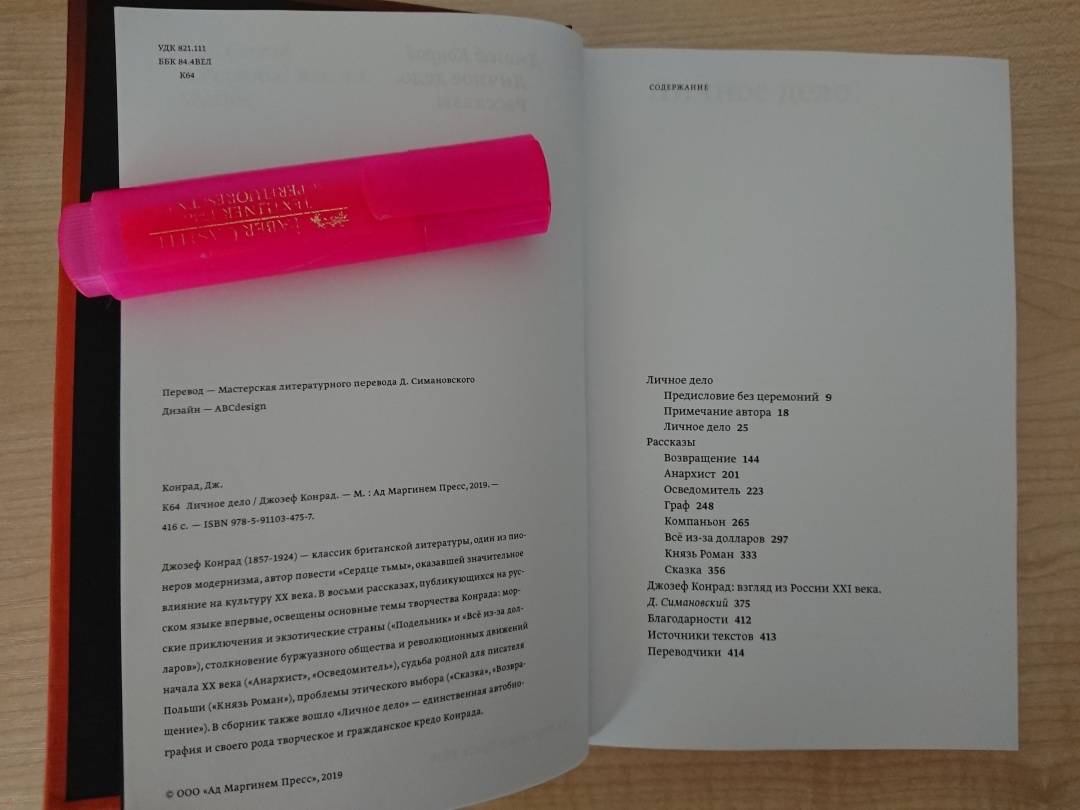 УДК 821.111
ББК 84.4ВЕЛ
К64
FABER-CASTELL
TEXTLINER
SUPERFLUORESCENT
Перевод — Мастерская литературного перевода Д. Симановского
Дизайн — ABCdesign
Конрад, Дж.
К64 Личное дело / Джозеф Конрад. — М. : Ад Маргинем Пресс, 2019. —
416 с. — ISBN 978-5-91103-475-7.
Джозеф Конрад (1857–1924) — классик британской литературы, один из пио-
неров модернизма, автор повести «Сердце тьмы», оказавшей значительное
влияние на культуру XX века. В восьми рассказах, публикующихся на рус-
ском языке впервые, освещены основные темы творчества Конрада: мор-
ские приключения и экзотические страны («Подельник» и «Всё из-за дол-
ларов»), столкновение буржуазного общества и революционных движений
начала XX века («Анархист», «Осведомитель»), судьба родной для писателя
Польши («Князь Роман»), проблемы этического выбора («Сказка», «Возвра-
щение»). В сборник также вошло «Личное дело» — единственная автобио-
графия и своего рода творческое и гражданское кредо Конрада.
© ООО «Ад Маргинем Пресс», 2019
СОДЕРЖАНИЕ
Личное дело
Предисловие без церемоний 9
Примечание автора 18
Личное дело 25
Рассказы
Возвращение 144
Анархист 201
Осведомитель 223
Граф 248
Компаньон 265
Всё из-за долларов 297
Князь Роман 333
Сказка 356
Джозеф Конрад: взгляд из России XXI века.
Д. Симановский 375
Благодарности 412
Источники текстов 413
Переводчики 414